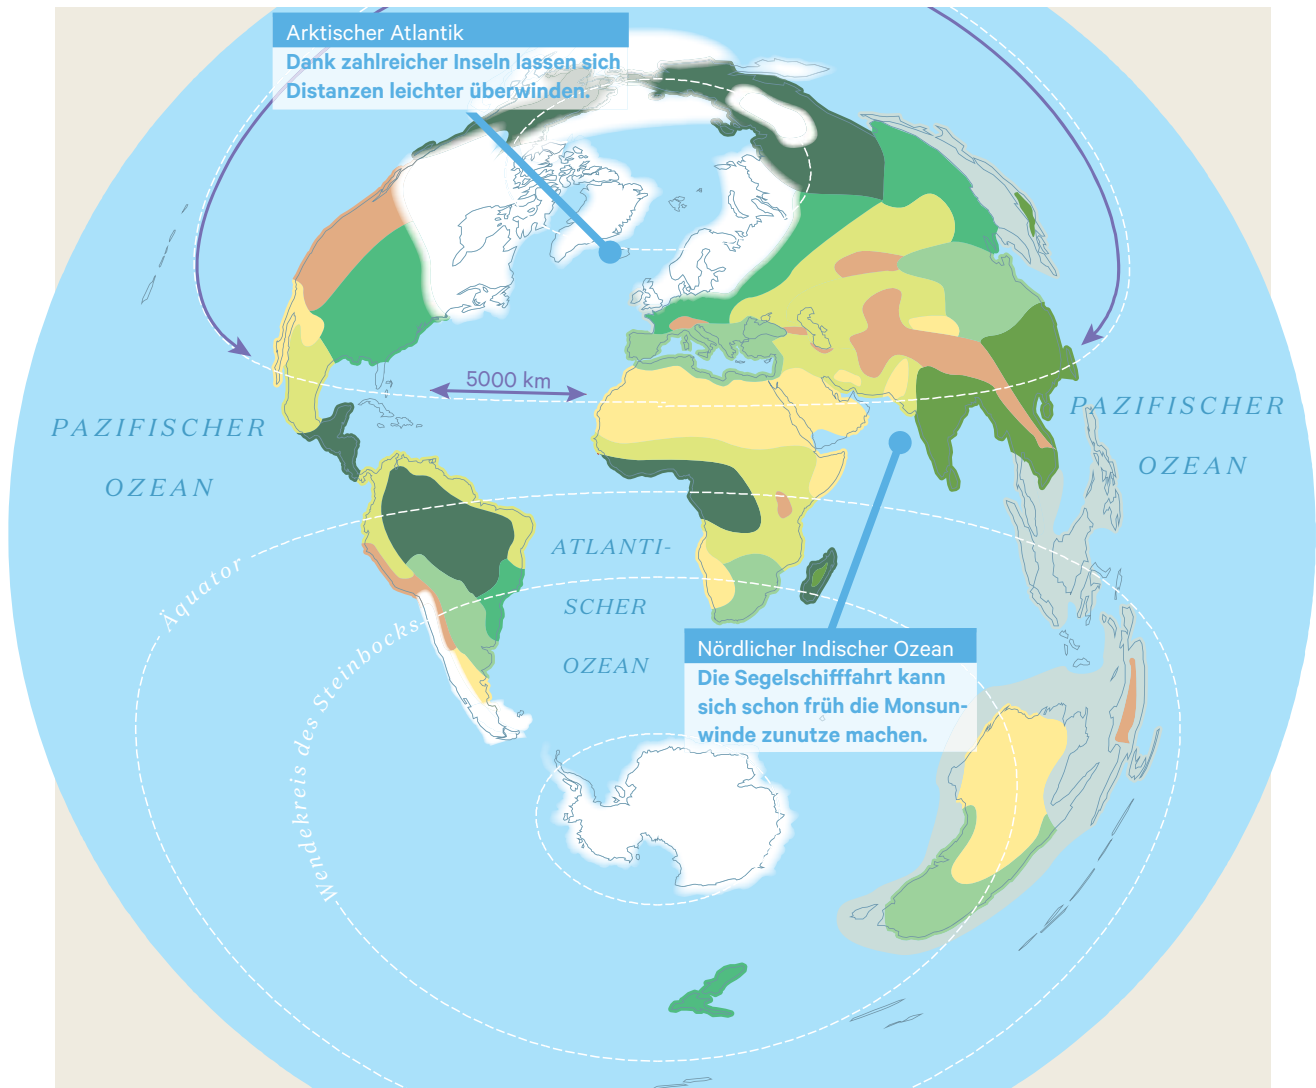 Arktischer Atlantik
Dank zahlreicher Inseln lassen sich
Distanzen leichter überwinden.
5000 km
PAZIFISCHER
OZEAN
PAZIFISCHER
OZEAN
Äquator
ATLANTI-
SCHER
OZEAN
Wendekreis des Steinbocks
Nördlicher Indischer Ozean
Die Segelschifffahrt kann
sich schon früh die Monsun-
winde zunutze machen.